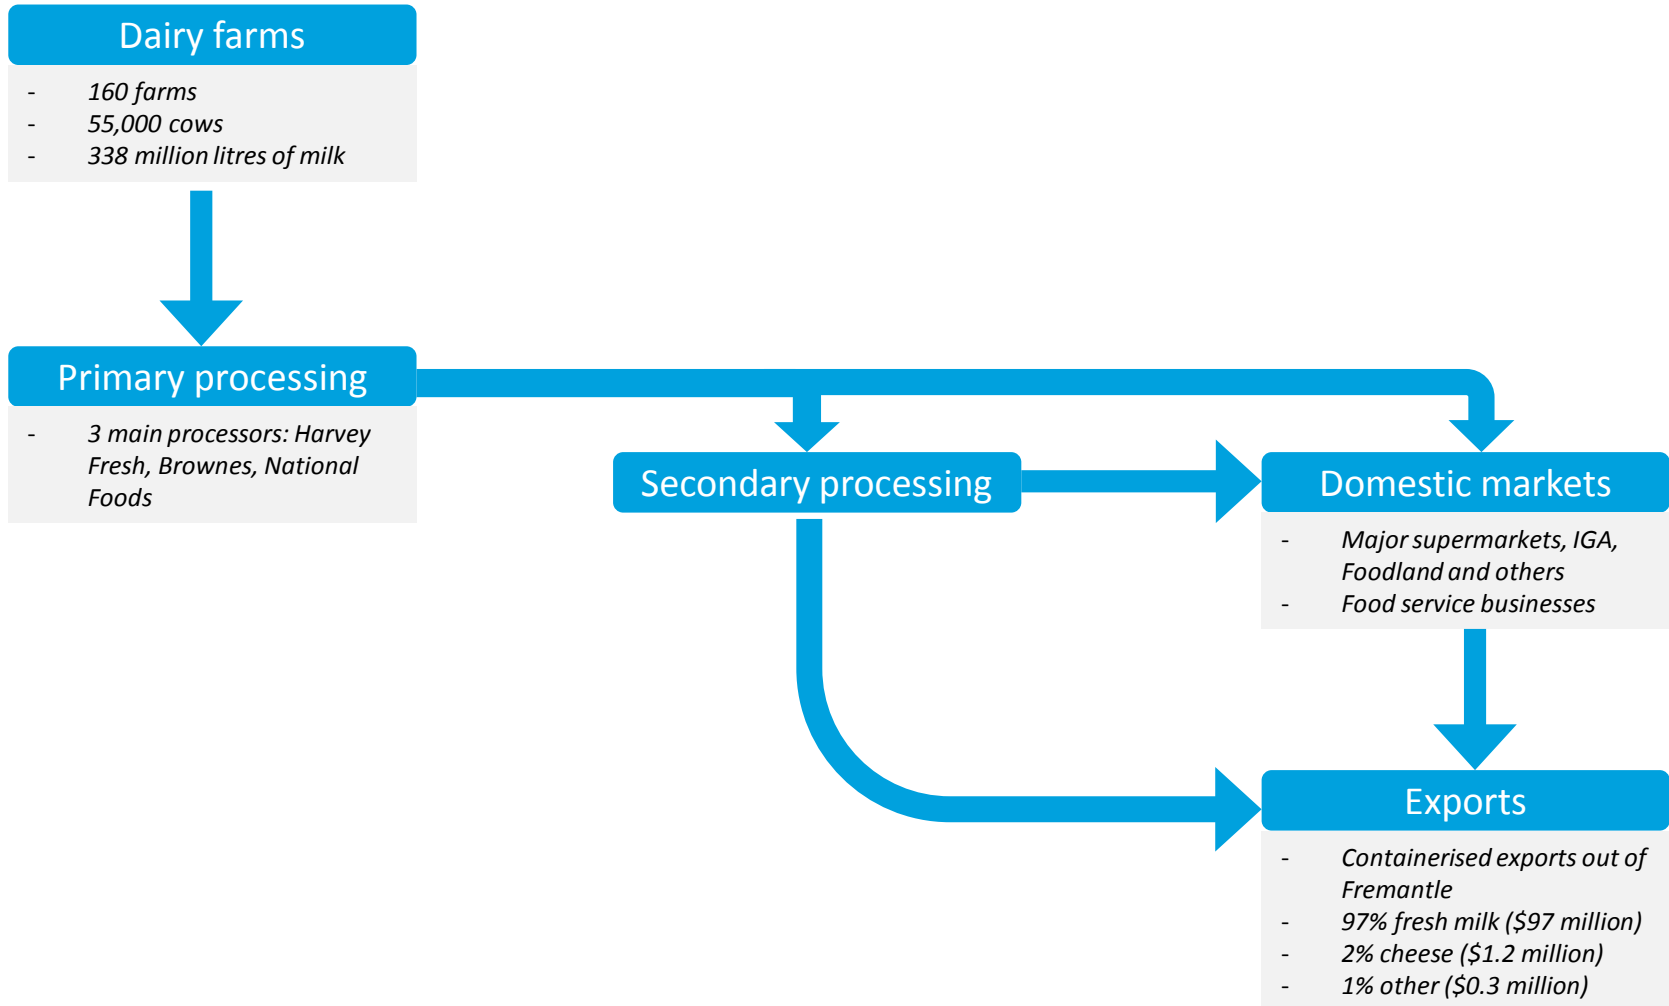 Dairy farms
- 160 farms
- 55,000 cows
- 338 million litres of milk
Primary processing
- 3 main processors: Harvey
Fresh, Brownes, National
Foods
Secondary processing
Domestic markets
- Major supermarkets, IGA,
Foodland and others
- Food service businesses
Exports
- Containerised exports out of
Fremantle
- 97% fresh milk ($97 million)
- 2% cheese ($1.2 million)
- 1% other ($0.3 million)